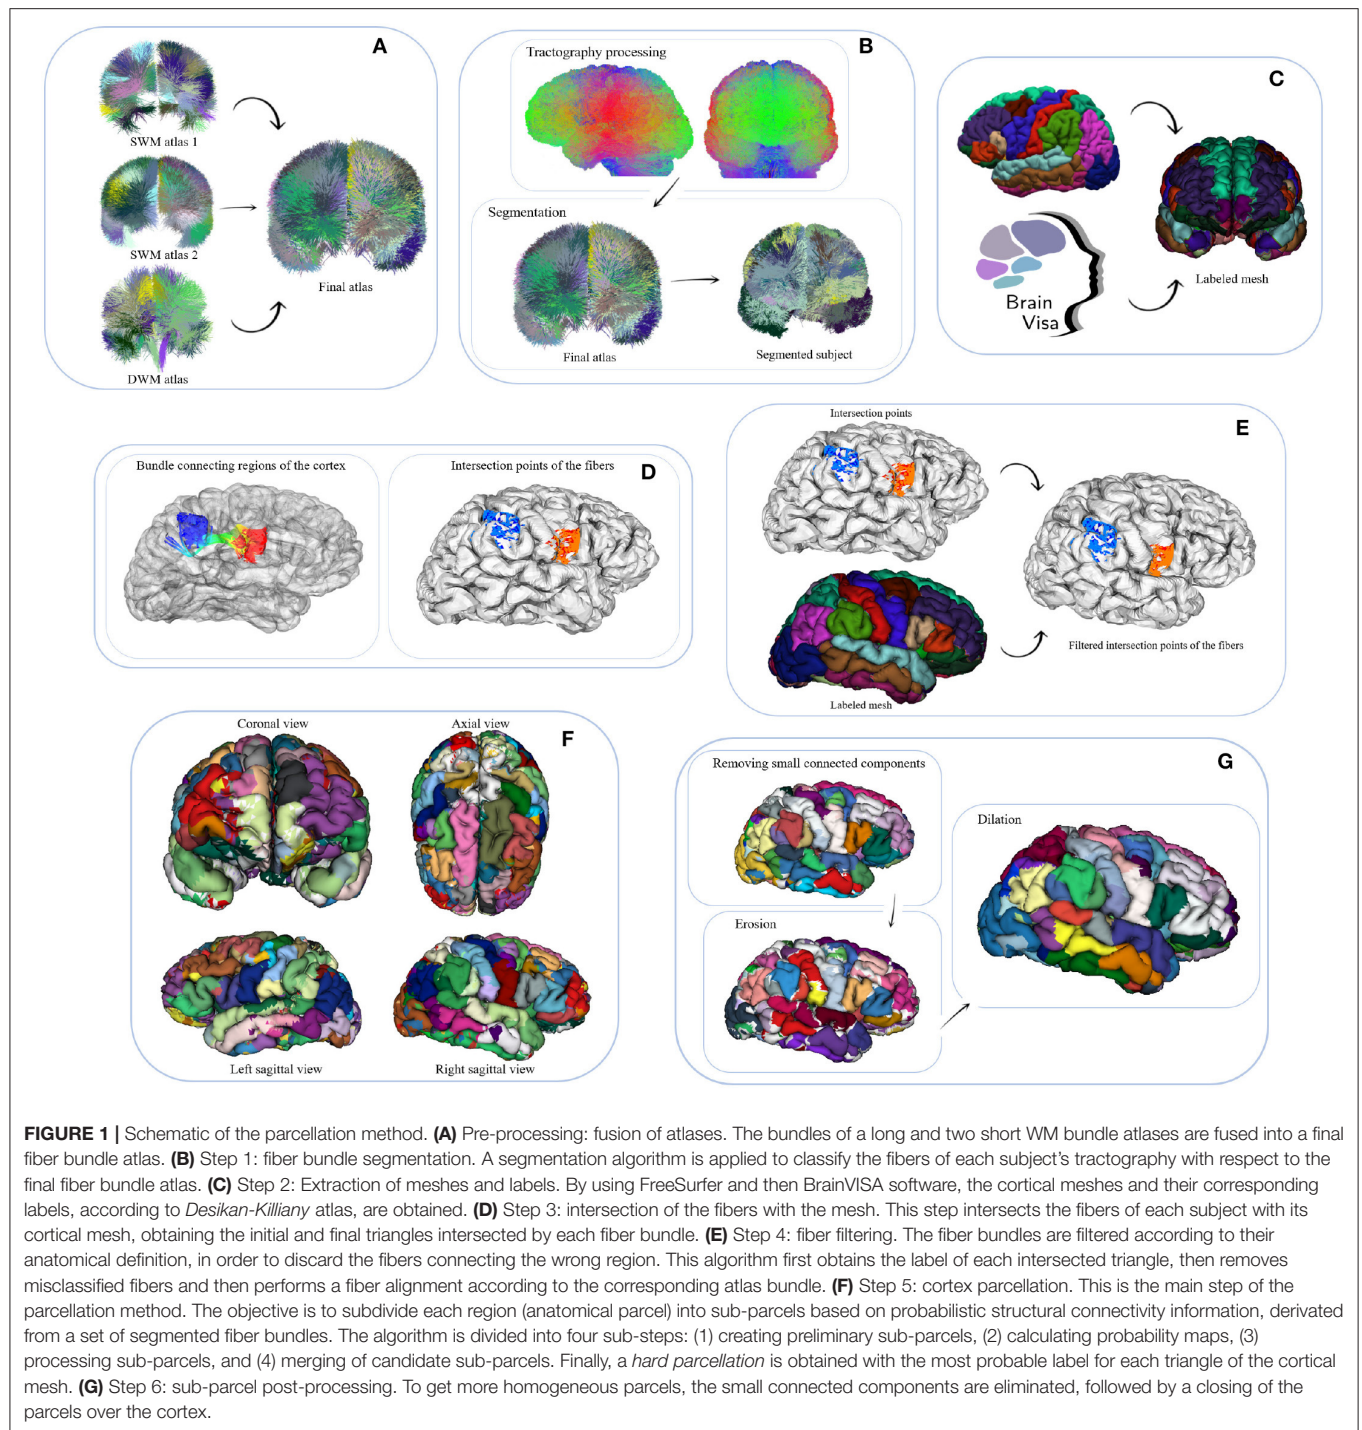 A
SWM atlas 1
SWM atlas 2
DWM atlas
Final atlas
B
Tractography processing
Segmentation
Final atlas
Segmented subject
C
Brain
Visa
Labeled mesh
D
Bundle connecting regions of the cortex
Intersection points of the fibers
E
Intersection points
Labeled mesh
Filtered intersection points of the fibers
F
Coronal view
Axial view
Left sagittal view
Right sagittal view
G
Removing small connected components
Erosion
Dilation
FIGURE 1 | Schematic of the parcellation method. (A) Pre-processing: fusion of atlases. The bundles of a long and two short WM bundle atlases are fused into a final
fiber bundle atlas. (B) Step 1: fiber bundle segmentation. A segmentation algorithm is applied to classify the fibers of each subject's tractography with respect to the
final fiber bundle atlas. (C) Step 2: Extraction of meshes and labels. By using FreeSurfer and then BrainVISA software, the cortical meshes and their corresponding
labels, according to Desikan-Killiany atlas, are obtained. (D) Step 3: intersection of the fibers with the mesh. This step intersects the fibers of each subject with its
cortical mesh, obtaining the initial and final triangles intersected by each fiber bundle. (E) Step 4: fiber filtering. The fiber bundles are filtered according to their
anatomical definition, in order to discard the fibers connecting the wrong region. This algorithm first obtains the label of each intersected triangle, then removes
misclassified fibers and then performs a fiber alignment according to the corresponding atlas bundle. (F) Step 5: cortex parcellation. This is the main step of the
parcellation method. The objective is to subdivide each region (anatomical parcel) into sub-parcels based on probabilistic structural connectivity information, derivated
from a set of segmented fiber bundles. The algorithm is divided into four sub-steps: (1) creating preliminary sub-parcels, (2) calculating probability maps, (3)
processing sub-parcels, and (4) merging of candidate sub-parcels. Finally, a hard parcellation is obtained with the most probable label for each triangle of the cortical
mesh. (G) Step 6: sub-parcel post-processing. To get more homogeneous parcels, the small connected components are eliminated, followed by a closing of the
parcels over the cortex.